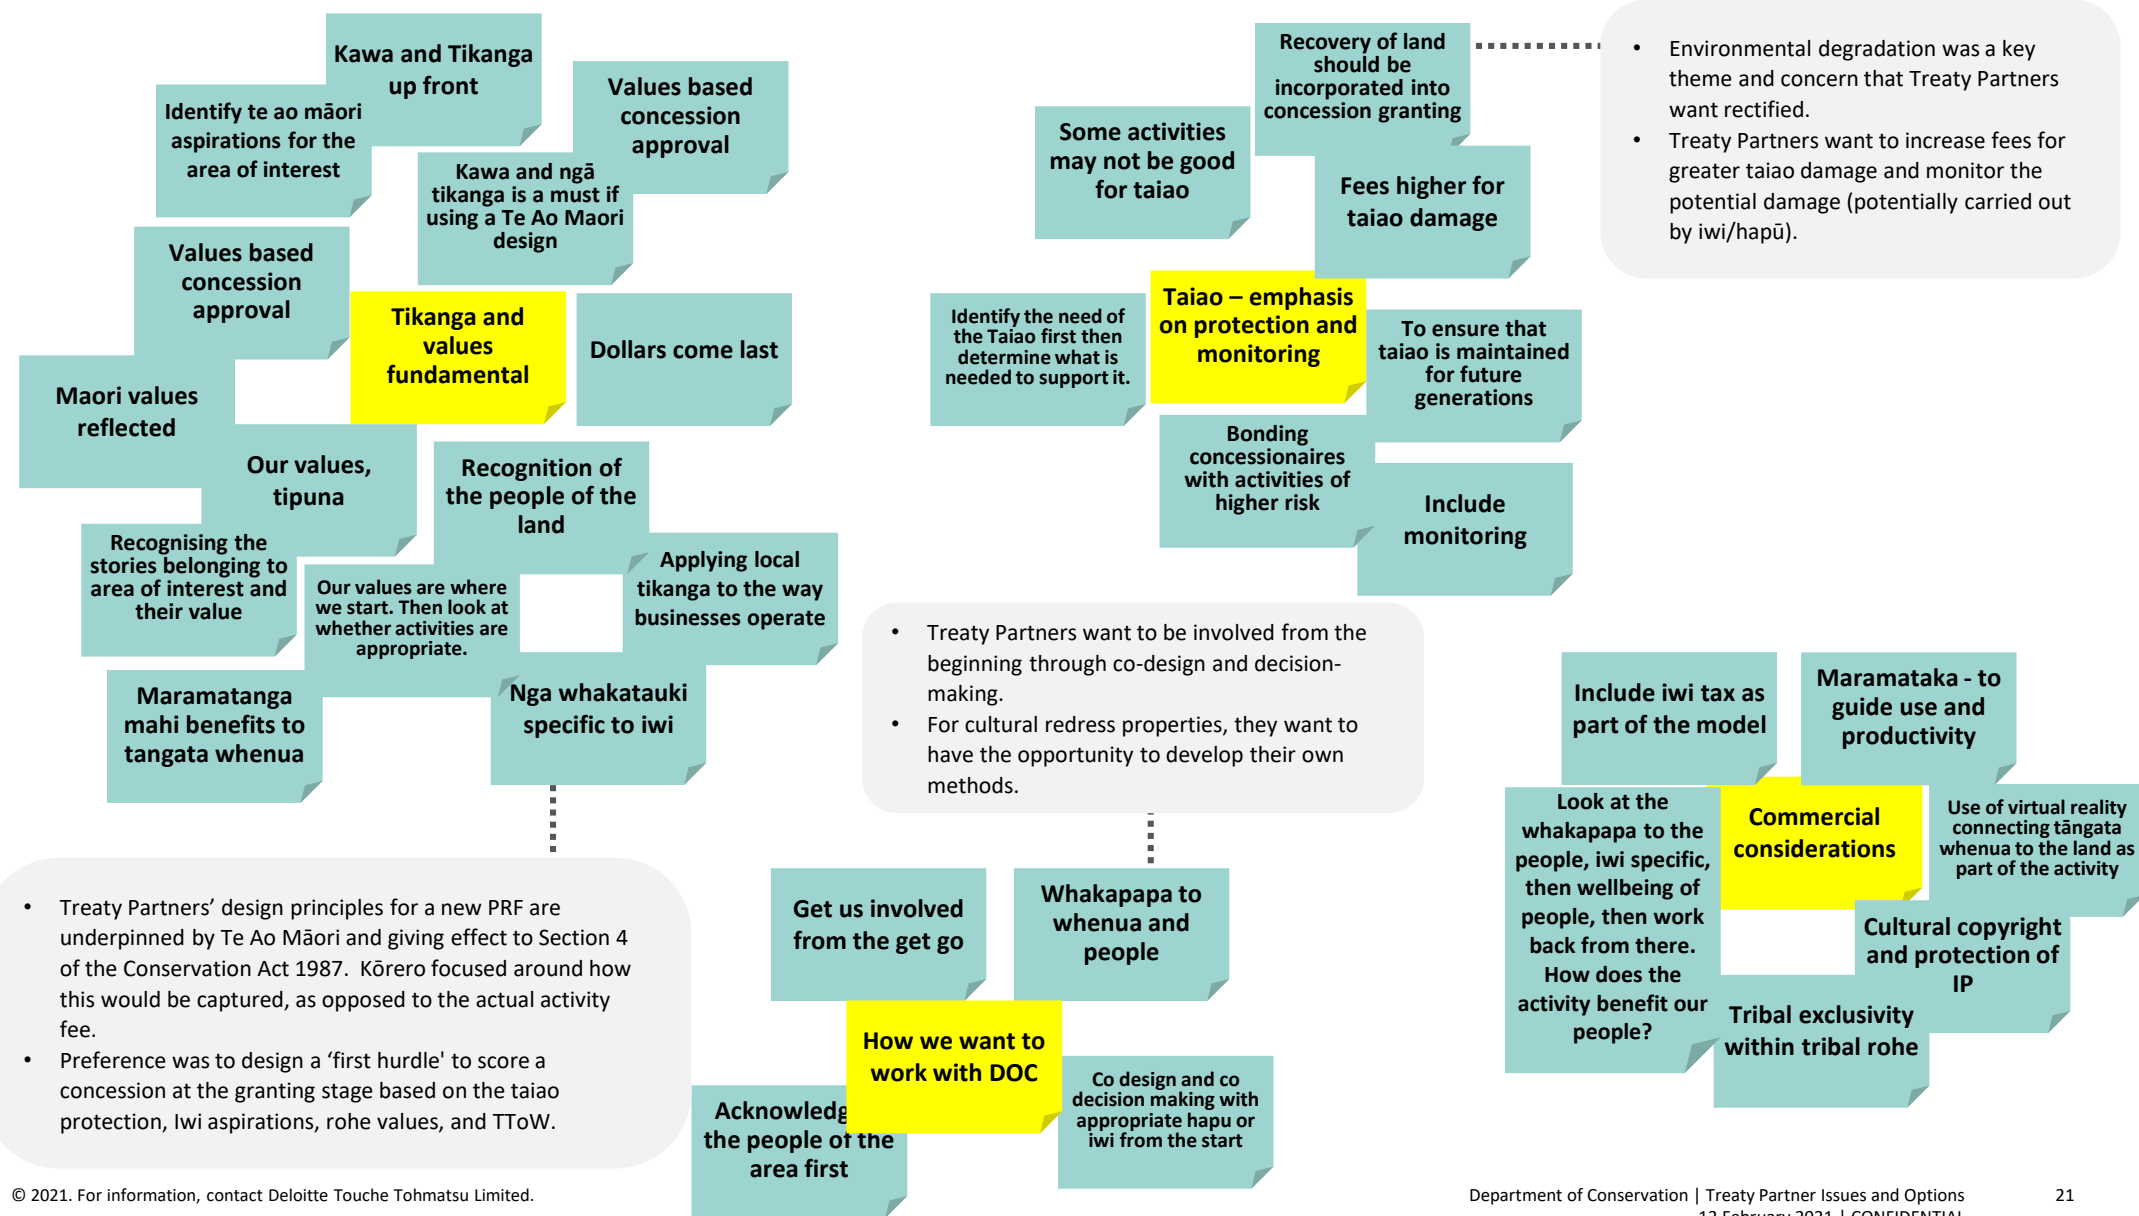 Kawa and Tikanga
up front
Identify te ao māori
aspirations for the
area of interest
Values based
concession
approval
Kawa and ngā
tikanga is a must if
using a Te Ao Maori
design
Values based
concession
approval
Tikanga and
values
fundamental
Dollars come last
Maori values
reflected
Our values,
tipuna
Recognition of
the people of the
land
Recognising the
stories belonging to
area of interest and
their value
Our values are where
we start. Then look at
whether activities are
appropriate.
Applying local
tikanga to the way
businesses operate
Maramatanga
mahi benefits to
tangata whenua
Nga whakatauki
specific to iwi
• Treaty Partners' design principles for a new PRF are
underpinned by Te Ao Māori and giving effect to Section 4
of the Conservation Act 1987. Kōrero focused around how
this would be captured, as opposed to the actual activity
fee.
• Preference was to design a ‘first hurdle' to score a
concession at the granting stage based on the taiao
protection, Iwi aspirations, rohe values, and TToW.
Recovery of land
should be
incorporated into
concession granting
Some activities
may not be good
for taiao
Fees higher for
taiao damage
Identify the need of
the Taiao first then
determine what is
needed to support it.
Taiao – emphasis
on protection and
monitoring
To ensure that
taiao is maintained
for future
generations
Bonding
concessionaires
with activities of
higher risk
Include
monitoring
• Environmental degradation was a key
theme and concern that Treaty Partners
want rectified.
• Treaty Partners want to increase fees for
greater taiao damage and monitor the
potential damage (potentially carried out
by iwi/hapū).
• Treaty Partners want to be involved from the
beginning through co-design and decision-
making.
• For cultural redress properties, they want to
have the opportunity to develop their own
methods.
Get us involved
from the get go
Whakapapa to
whenua and
people
How we want to
work with DOC
Acknowledg
the people of the
area first
Co design and co
decision making with
appropriate hapu or
iwi from the start
Include iwi tax as
part of the model
Maramataka - to
guide use and
productivity
Look at the
whakapapa to the
people, iwi specific,
then wellbeing of
people, then work
back from there.
How does the
activity benefit our
people?
Commercial
considerations
Use of virtual reality
connecting tāngata
whenua to the land as
part of the activity
Cultural copyright
and protection of
IP
Tribal exclusivity
within tribal rohe
© 2021. For information, contact Deloitte Touche Tohmatsu Limited.
Department of Conservation | Treaty Partner Issues and Options
21
February 2021 | CONFIDENTIAL